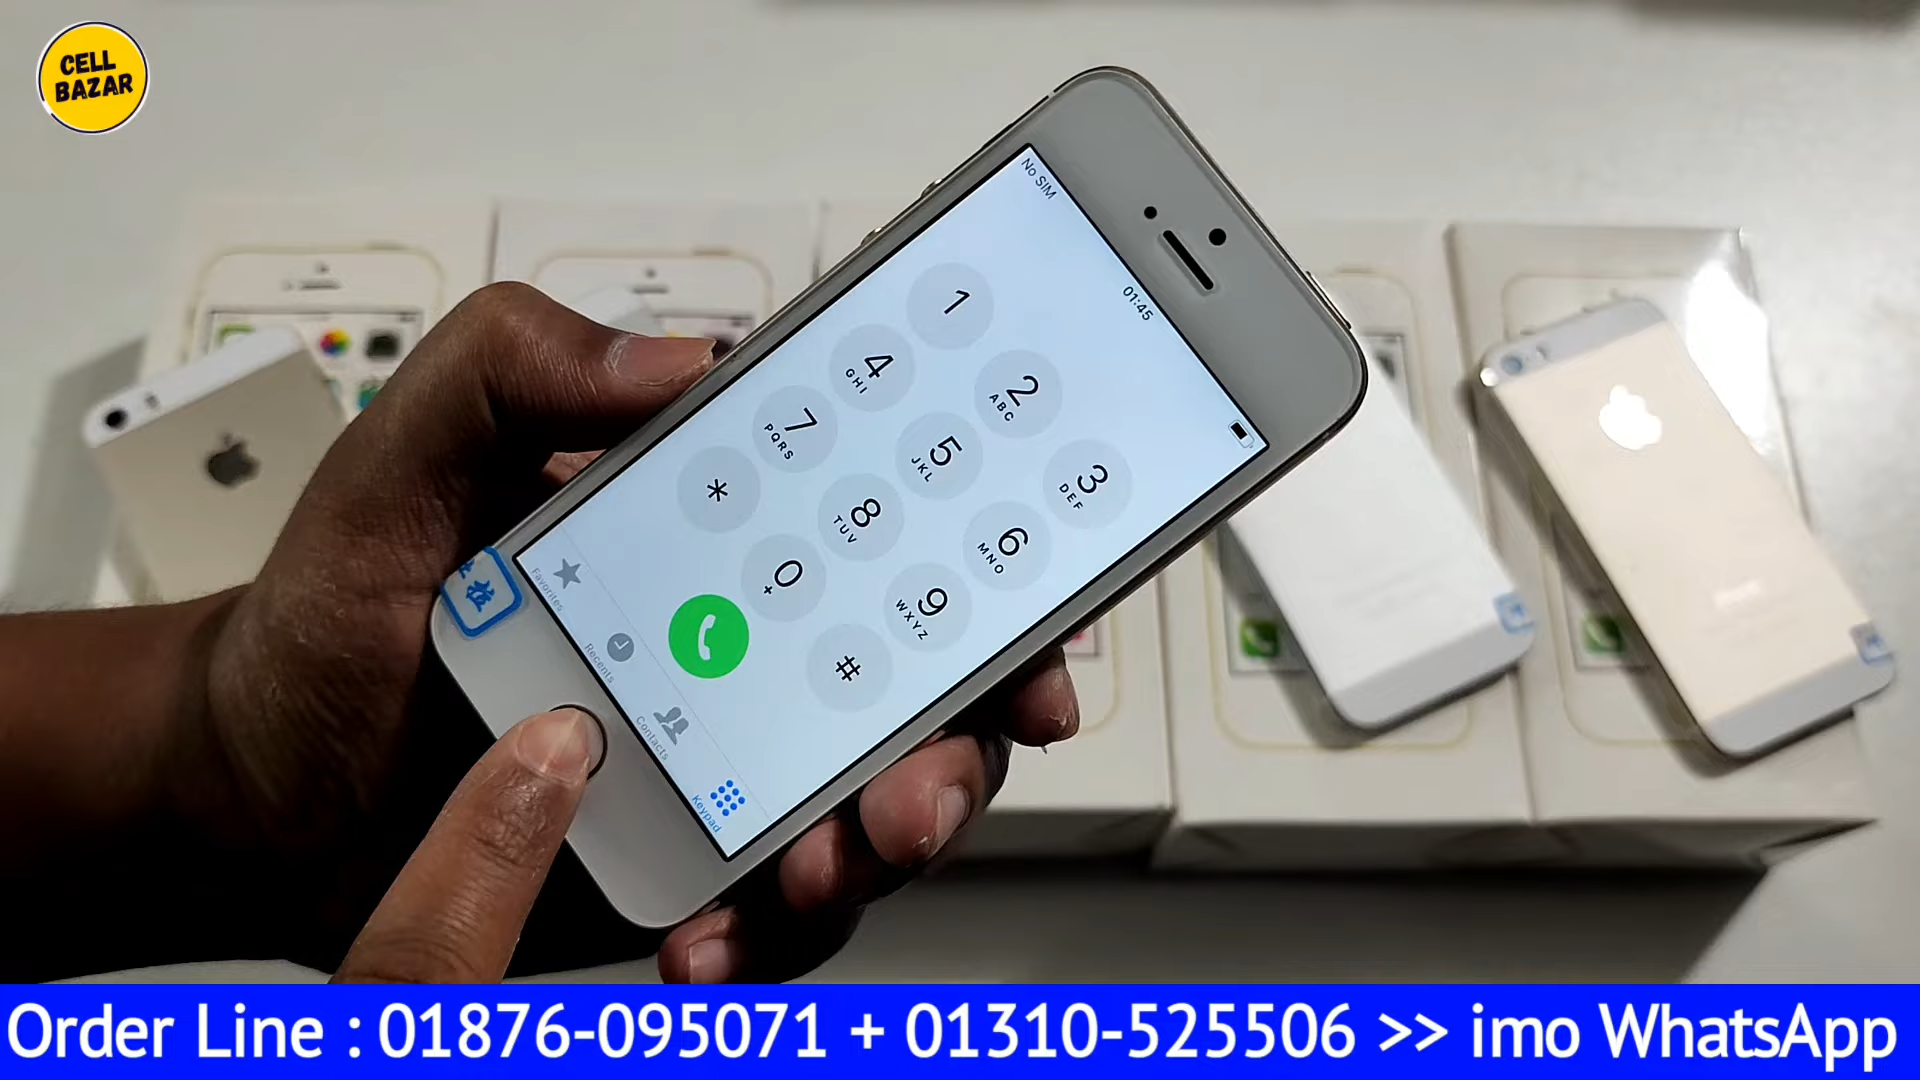 CELL
BAZAR
No SIM
01:45
1
2
ABC
3
DEF
4
GHI
5
JKL
6
MNO
7
PQRS
8
TUV
9
WXYZ
*
0
+
#
Favorites
Recents
Contacts
Keypad
Order Line : 01876-095071 + 01310-525506 >> imo WhatsApp